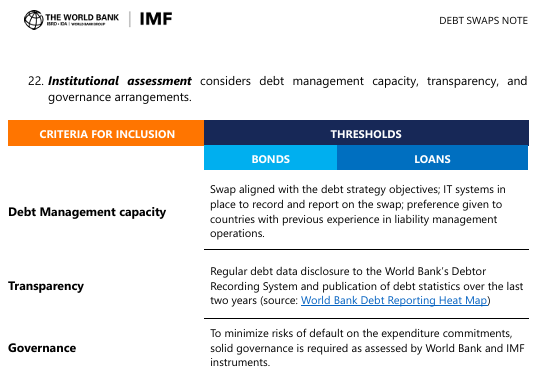 THE WORLD BANK
IBRD • IDA | WORLD BANK GROUP
IMF
DEBT SWAPS NOTE
22. Institutional assessment considers debt management capacity, transparency, and
governance arrangements.
CRITERIA FOR INCLUSION
THRESHOLDS
BONDS
LOANS
Debt Management capacity
Swap aligned with the debt strategy objectives; IT systems in
place to record and report on the swap; preference given to
countries with previous experience in liability management
operations.
Transparency
Regular debt data disclosure to the World Bank's Debtor
Recording System and publication of debt statistics over the last
two years (source: World Bank Debt Reporting Heat Map)
Governance
To minimize risks of default on the expenditure commitments,
solid governance is required as assessed by World Bank and IMF
instruments.